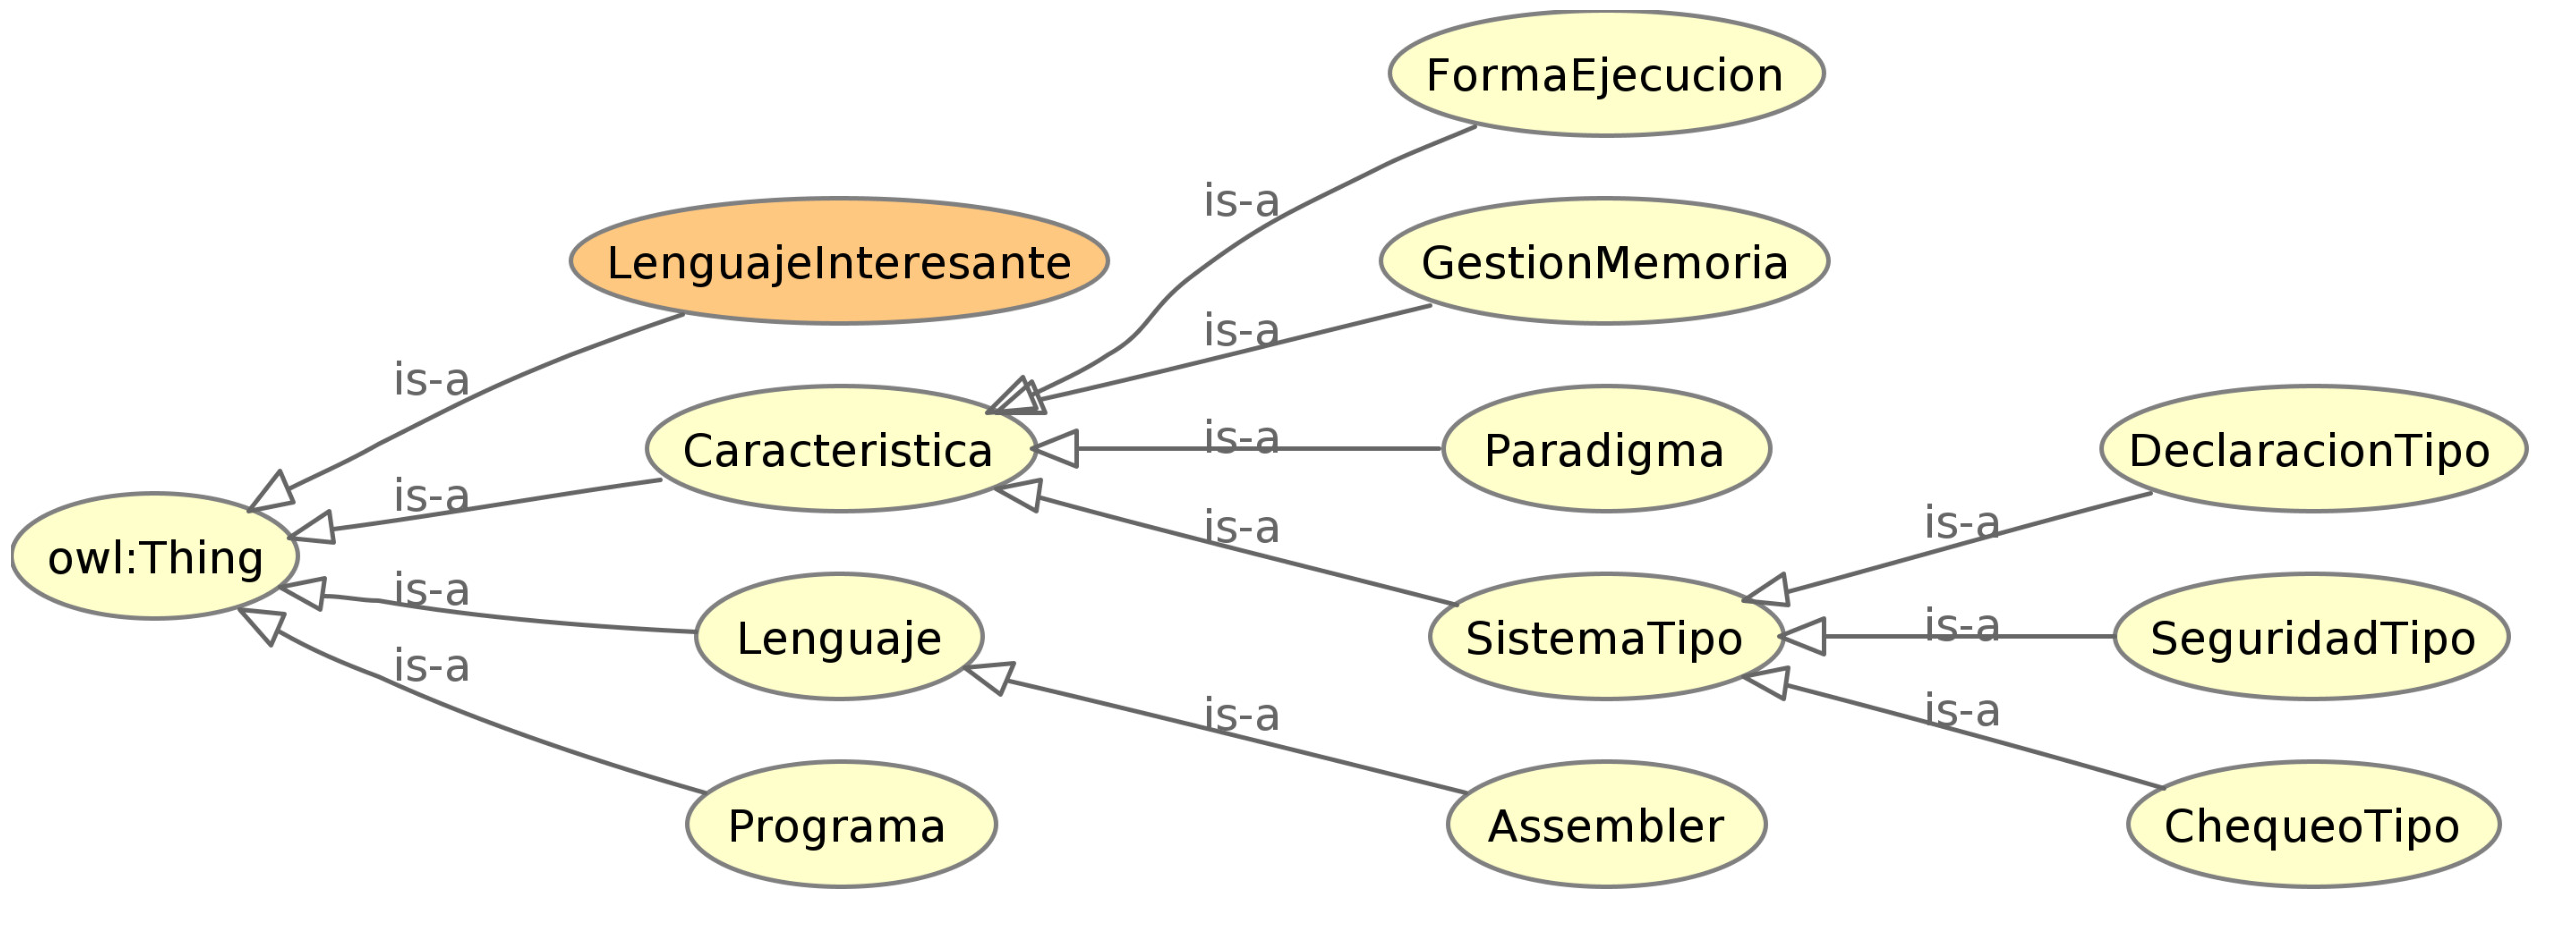 FormaEjecucion
is-a
LenguajeInteresante
GestionMemoria
is-a
is-a
Caracteristica
is-a
Paradigma
DeclaracionTipo
is-a
is-a
is-a
owl:Thing
is-a
Lenguaje
SistemaTipo
is-a
SeguridadTipo
is-a
is-a
is-a
Programa
Assembler
ChequeoTipo